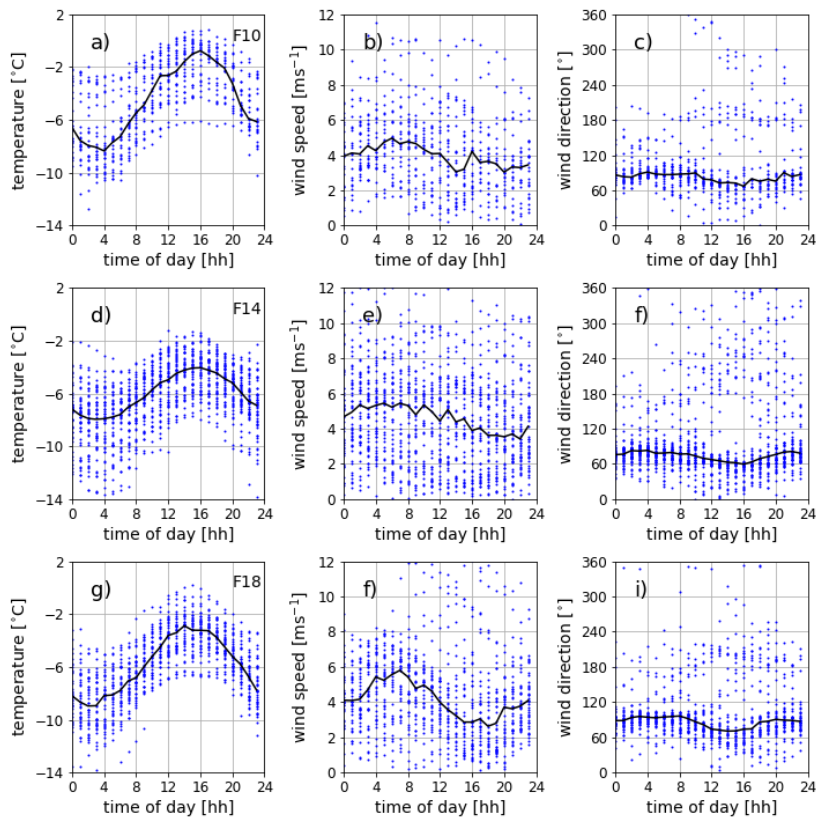 2 a) F10 12 b) 360 c)
temperature [°C] −2 −6 −10 −14
wind speed [ms⁻¹] 10 8 6 4 2 0
wind direction [°] 300 240 180 120 60 0
0 4 8 12 16 20 24 0 4 8 12 16 20 24 0 4 8 12 16 20 24
time of day [hh] time of day [hh] time of day [hh]
2 d) F14 12 e) 360 f)
temperature [°C] −2 −6 −10 −14
wind speed [ms⁻¹] 10 8 6 4 2 0
wind direction [°] 300 240 180 120 60 0
0 4 8 12 16 20 24 0 4 8 12 16 20 24 0 4 8 12 16 20 24
time of day [hh] time of day [hh] time of day [hh]
2 g) F18 12 f) 360 i)
temperature [°C] −2 −6 −10 −14
wind speed [ms⁻¹] 10 8 6 4 2 0
wind direction [°] 300 240 180 120 60 0
0 4 8 12 16 20 24 0 4 8 12 16 20 24 0 4 8 12 16 20 24
time of day [hh] time of day [hh] time of day [hh]